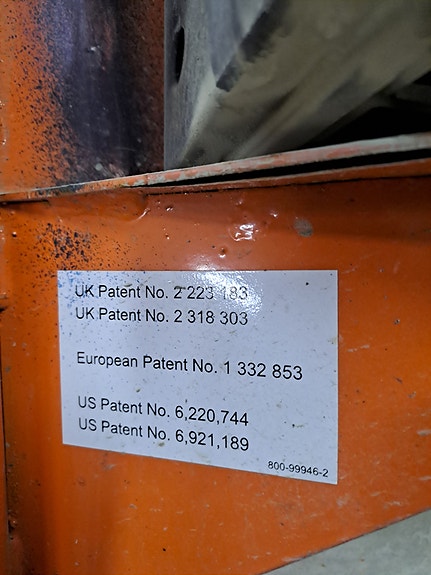 UK Patent No. 2 223 183
UK Patent No. 2 318 303
European Patent No. 1 332 853
US Patent No. 6,220,744
US Patent No. 6,921,189
800-99946-2